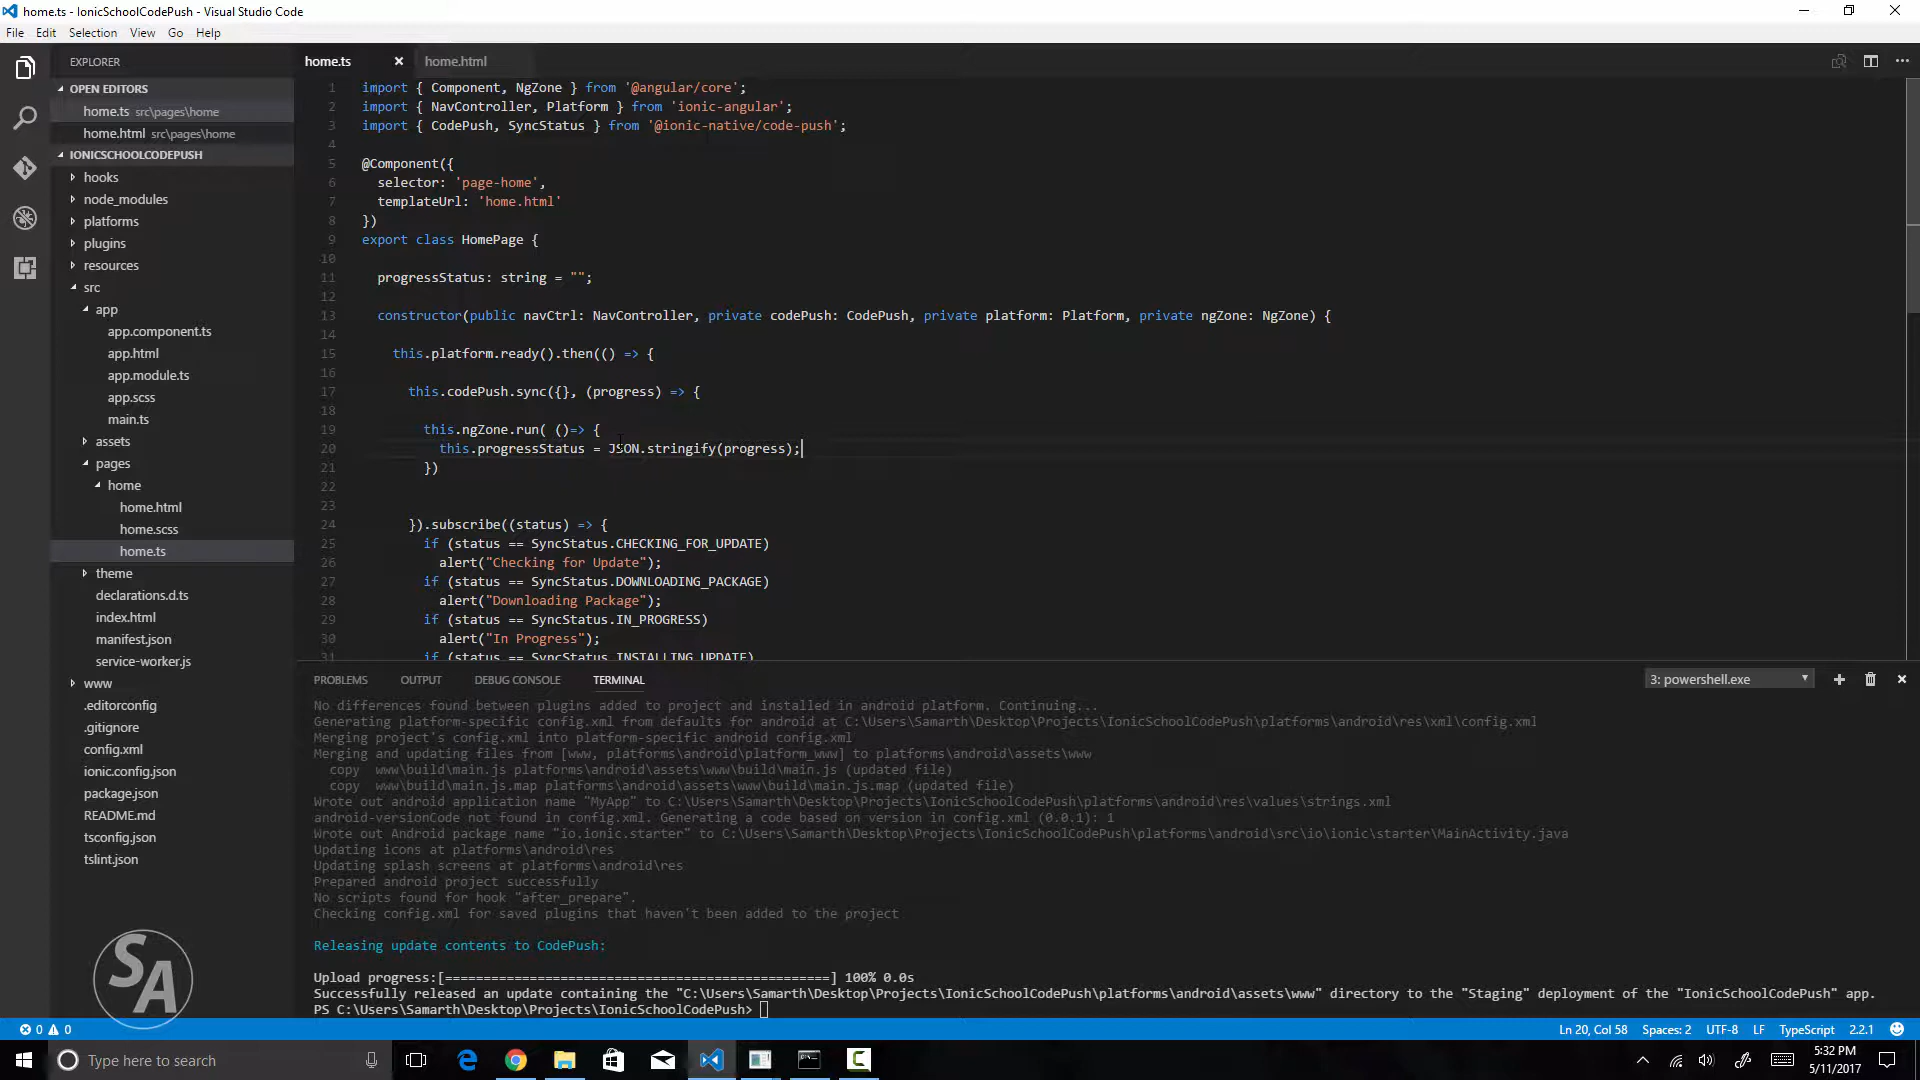 home.ts - IonicSchoolCodePush - Visual Studio Code
File Edit Selection View Go Help
EXPLORER
OPEN EDITORS
home.ts src\pages\home
home.html src\pages\home
IONICSCHOOLCODEPUSH
hooks
node_modules
platforms
plugins
resources
src
app
app.component.ts
app.html
app.module.ts
app.scss
main.ts
assets
pages
home
home.html
home.scss
home.ts
theme
declarations.d.ts
index.html
manifest.json
service-worker.js
www
.editorconfig
.gitignore
config.xml
ionic.config.json
package.json
README.md
tsconfig.json
tslint.json
SA
home.ts home.html
1 import { Component, NgZone } from '@angular/core';
2 import { NavController, Platform } from 'ionic-angular';
3 import { CodePush, SyncStatus } from '@ionic-native/code-push';
4
5 @Component({
6 selector: 'page-home',
7 templateUrl: 'home.html'
8 })
9 export class HomePage {
10
11 progressStatus: string = "";
12
13 constructor(public navCtrl: NavController, private codePush: CodePush, private platform: Platform, private ngZone: NgZone) {
14
15 this.platform.ready().then(() => {
16
17 this.codePush.sync({}, (progress) => {
18
19 this.ngZone.run( ()=> {
20 this.progressStatus = JSON.stringify(progress);
21 })
22
23
24 }).subscribe((status) => {
25 if (status == SyncStatus.CHECKING_FOR_UPDATE)
26 alert("Checking for Update");
27 if (status == SyncStatus.DOWNLOADING_PACKAGE)
28 alert("Downloading Package");
29 if (status == SyncStatus.IN_PROGRESS)
30 alert("In Progress");
31 if (status == SyncStatus.INSTALLING_UPDATE)
PROBLEMS OUTPUT DEBUG CONSOLE TERMINAL 3: powershell.exe
No differences found between plugins added to project and installed in android platform. Continuing...
Generating platform-specific config.xml from defaults for android at C:\Users\Samarth\Desktop\Projects\IonicSchoolCodePush\platforms\android\res\xml\config.xml
Merging project's config.xml into platform-specific android config.xml
Merging and updating files from [www, platforms\android\platform_www] to platforms\android\assets\www
copy www\build\main.js platforms\android\assets\www\build\main.js (updated file)
copy www\build\main.js.map platforms\android\assets\www\build\main.js.map (updated file)
Wrote out android application name "MyApp" to C:\Users\Samarth\Desktop\Projects\IonicSchoolCodePush\platforms\android\res\values\strings.xml
android-versionCode not found in config.xml. Generating a code based on version in config.xml (0.0.1): 1
Wrote out Android package name "io.ionic.starter" to C:\Users\Samarth\Desktop\Projects\IonicSchoolCodePush\platforms\android\src\io\ionic\starter\MainActivity.java
Updating icons at platforms\android\res
Updating splash screens at platforms\android\res
Prepared android project successfully
No scripts found for hook "after_prepare".
Checking config.xml for saved plugins that haven't been added to the project
Releasing update contents to CodePush:
Upload progress:[==================================================] 100% 0.0s
Successfully released an update containing the "C:\Users\Samarth\Desktop\Projects\IonicSchoolCodePush\platforms\android\assets\www" directory to the "Staging" deployment of the "IonicSchoolCodePush" app.
PS C:\Users\Samarth\Desktop\Projects\IonicSchoolCodePush>
0 0 Ln 20, Col 58 Spaces: 2 UTF-8 LF TypeScript 2.2.1
Type here to search
5:32 PM
5/11/2017